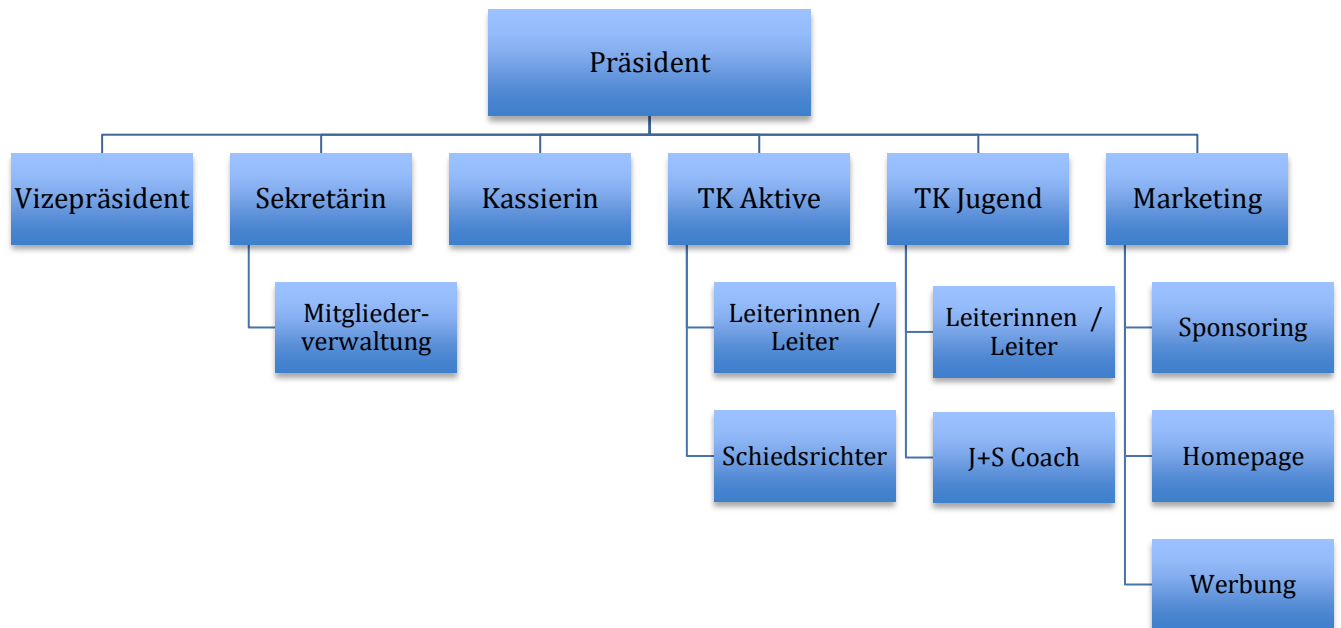 Präsident
Vizepräsident
Sekretärin
Kassierin
TK Aktive
TK Jugend
Marketing
Mitglieder-
verwaltung
Leiterinnen /
Leiter
Leiterinnen /
Leiter
Sponsoring
Schiedsrichter
J+S Coach
Homepage
Werbung